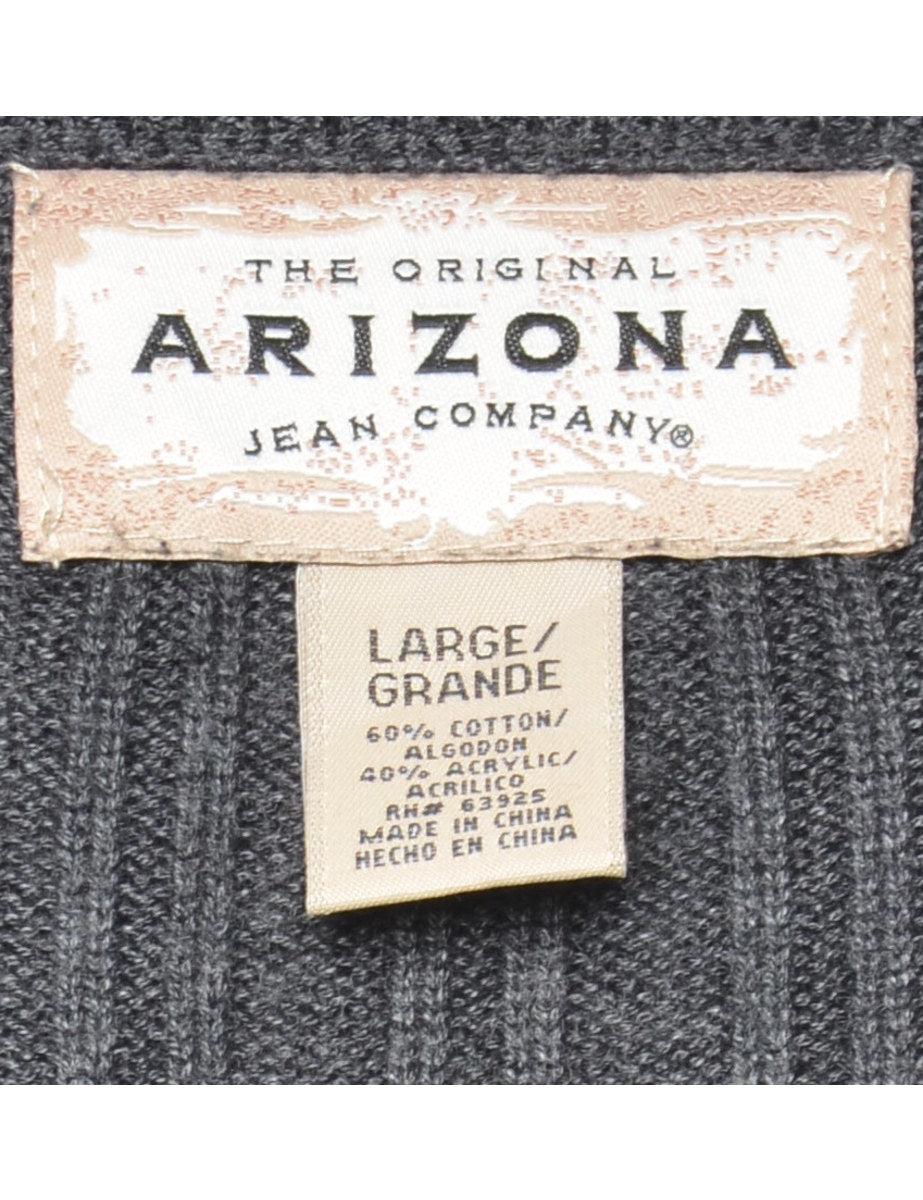 THE ORIGINAL
ARIZONA
JEAN COMPANY®
LARGE/
GRANDE
60% COTTON/
ALGODON
40% ACRYLIC/
ACRILICO
RN# 63925
MADE IN CHINA
HECHO EN CHINA